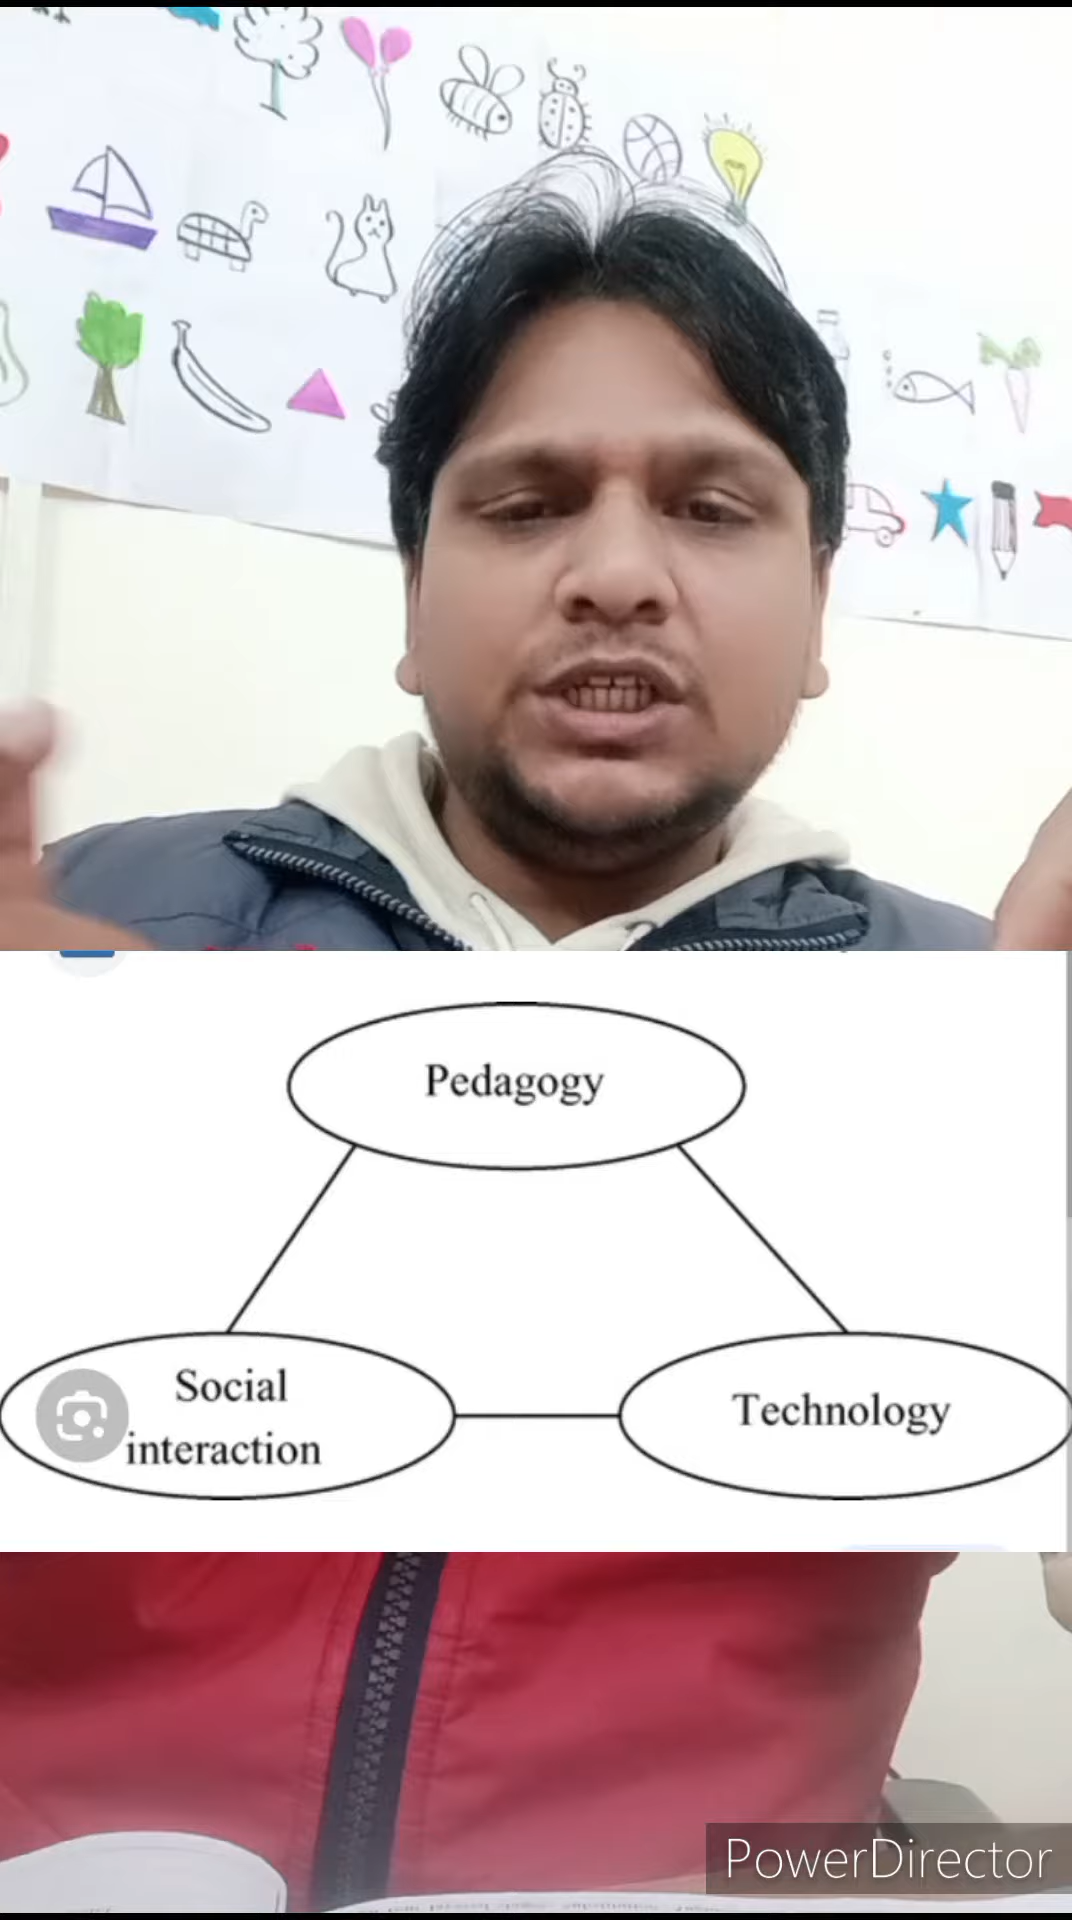 Pedagogy
Social
interaction
Technology
PowerDirector